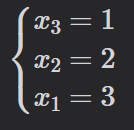 x₃ = 1
x₂ = 2
x₁ = 3